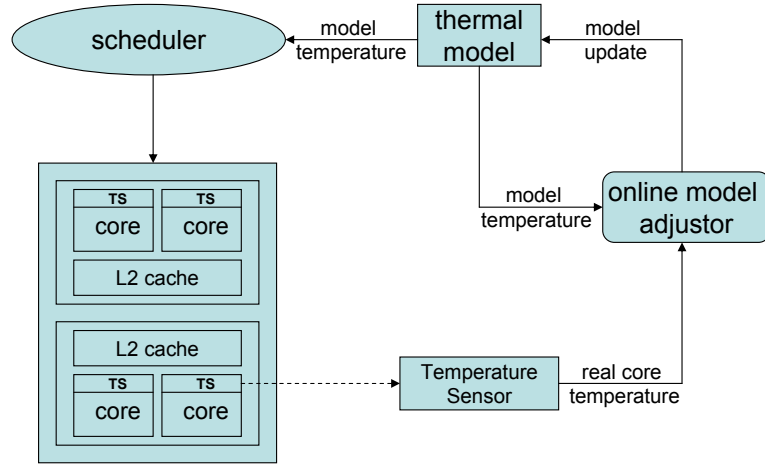 scheduler
model
temperature
thermal
model
model
update
TS
TS
core
core
L2 cache
model
temperature
online model
adjustor
L2 cache
TS
TS
core
core
Temperature
Sensor
real core
temperature